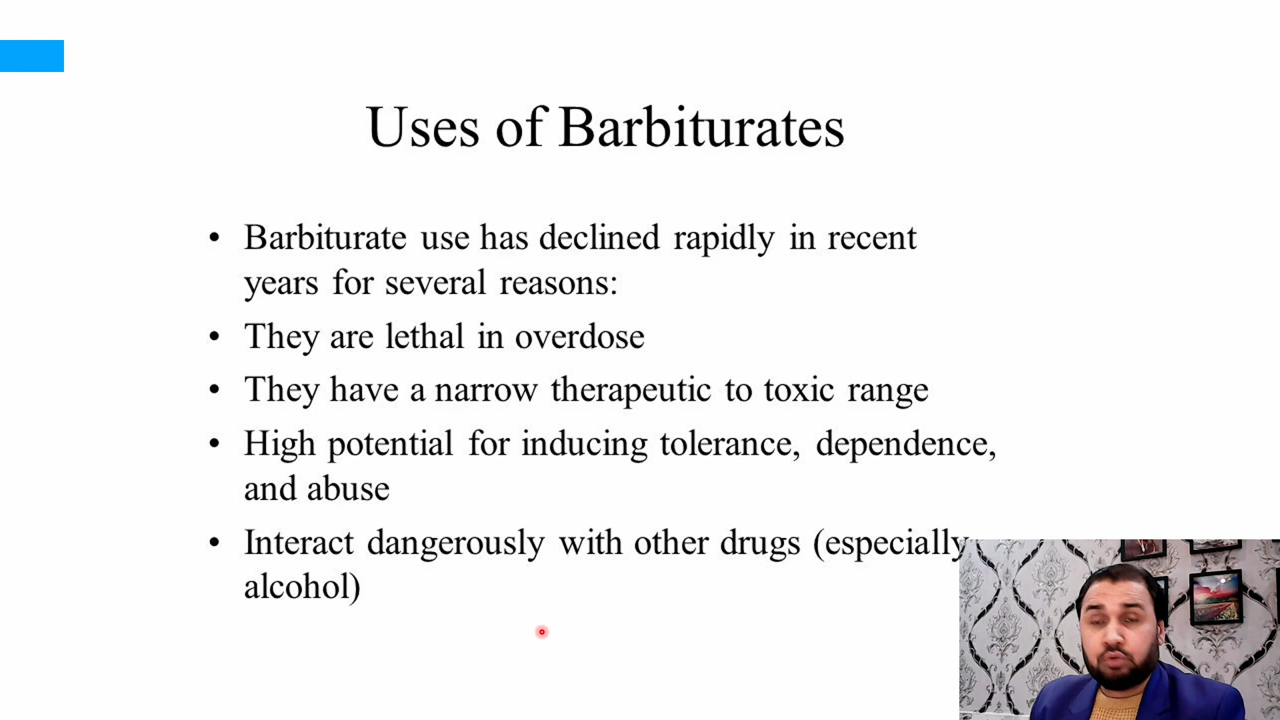 Uses of Barbiturates
• Barbiturate use has declined rapidly in recent
years for several reasons:
• They are lethal in overdose
• They have a narrow therapeutic to toxic range
• High potential for inducing tolerance, dependence,
and abuse
• Interact dangerously with other drugs (especially
alcohol)